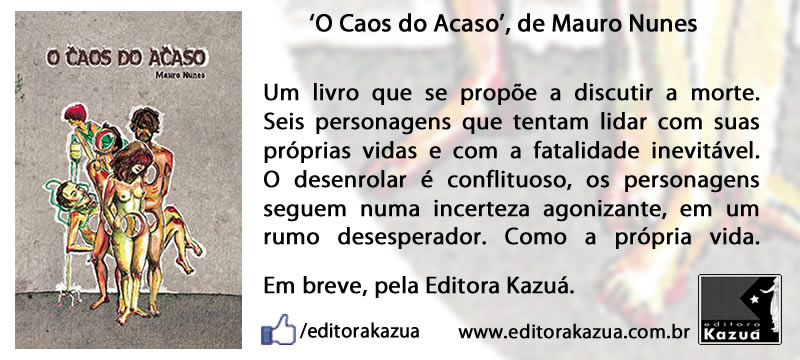 O CAOS DO ACASO
Mauro Nunes
‘O Caos do Acaso’, de Mauro Nunes
Um livro que se propõe a discutir a morte.
Seis personagens que tentam lidar com suas
próprias vidas e com a fatalidade inevitável.
O desenrolar é conflituoso, os personagens
seguem numa incerteza agonizante, em um
rumo desesperador. Como a própria vida.
Em breve, pela Editora Kazuá.
/editorakazua
www.editorakazua.com.br
editora
Kazuá